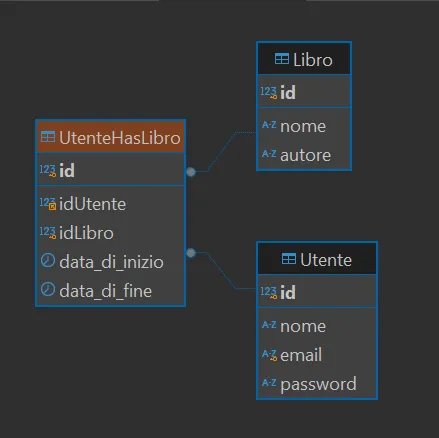 UtenteHasLibro
123 id
123 idUtente
123 idLibro
data_di_inizio
data_di_fine
Libro
123 id
A-Z nome
A-Z autore
Utente
123 id
A-Z nome
A-Z email
A-Z password